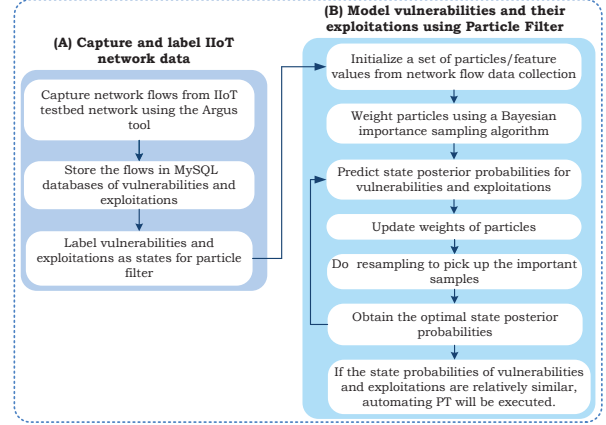 (A) Capture and label IIoT
network data
Capture network flows from IIoT
testbed network using the Argus
tool
Store the flows in MySQL
databases of vulnerabilities and
exploitations
Label vulnerabilities and
exploitations as states for particle
filter
(B) Model vulnerabilities and their
exploitations using Particle Filter
Initialize a set of particles/feature
values from network flow data collection
Weight particles using a Bayesian
importance sampling algorithm
Predict state posterior probabilities for
vulnerabilities and exploitations
Update weights of particles
Do resampling to pick up the important
samples
Obtain the optimal state posterior
probabilities
If the state probabilities of vulnerabilities
and exploitations are relatively similar,
automating PT will be executed.